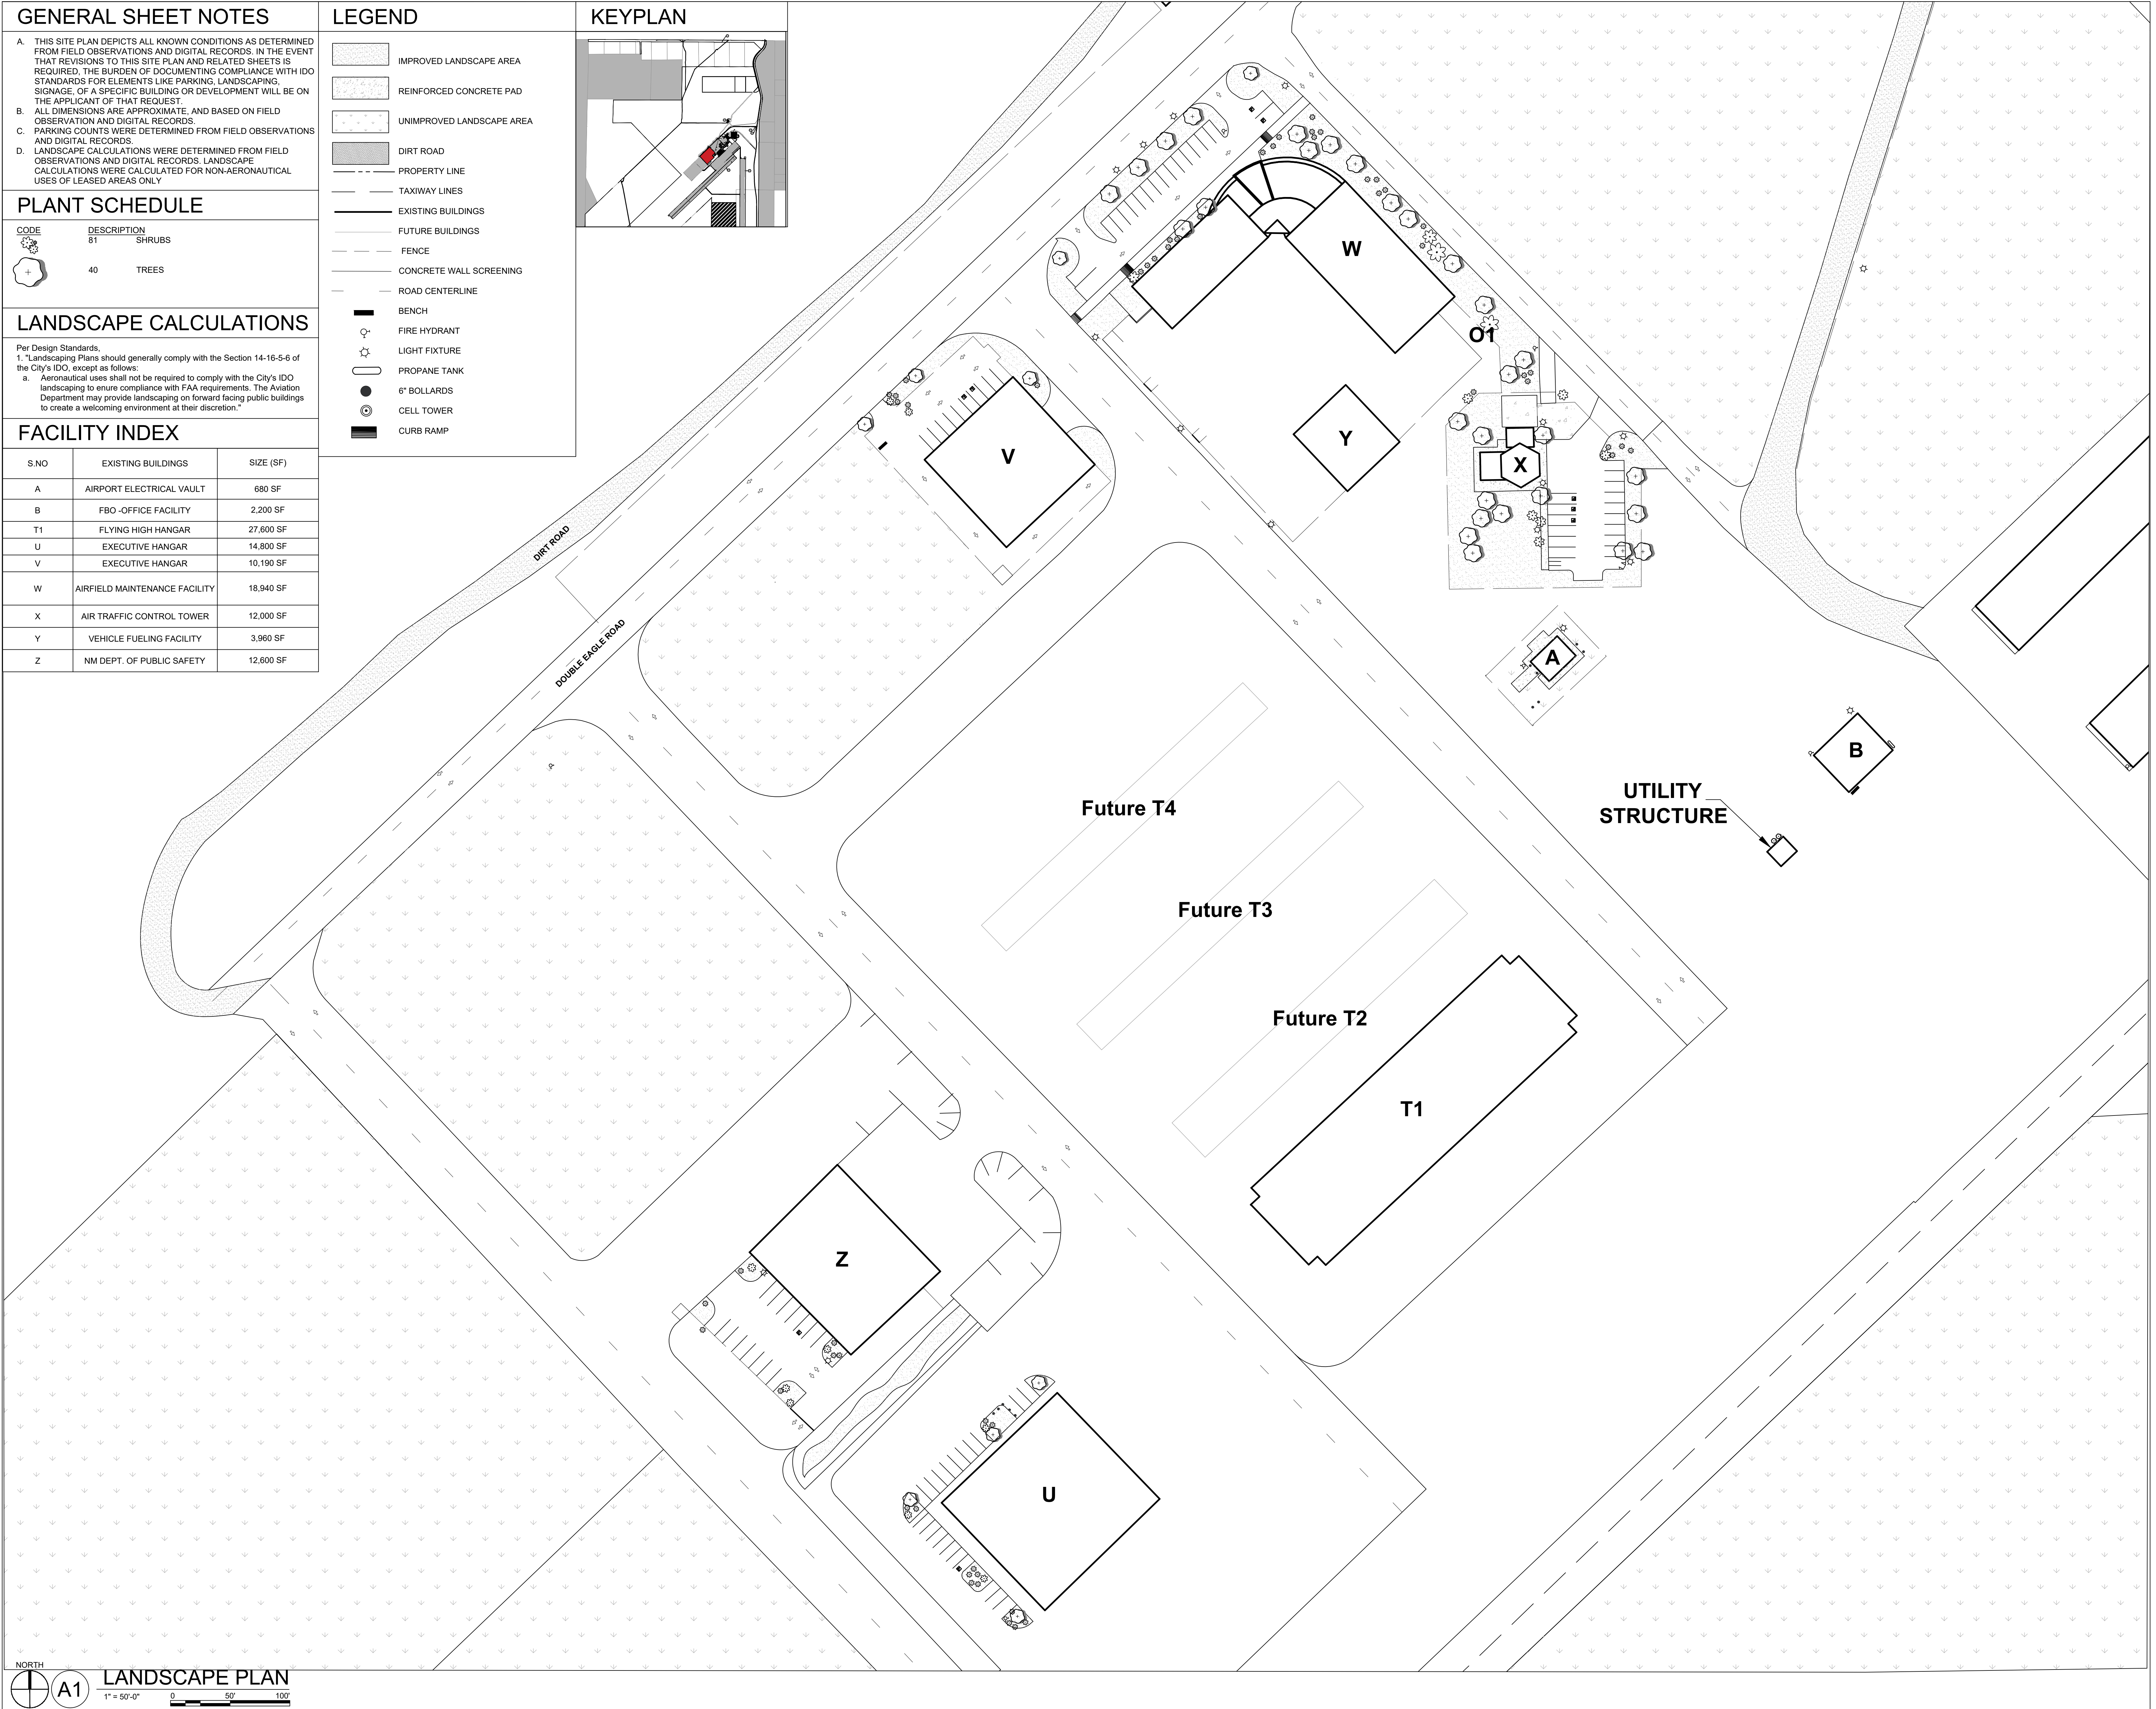 GENERAL SHEET NOTES
A. THIS SITE PLAN DEPICTS ALL KNOWN CONDITIONS AS DETERMINED
FROM FIELD OBSERVATIONS AND DIGITAL RECORDS. IN THE EVENT
THAT REVISIONS TO THIS SITE PLAN AND RELATED SHEETS IS
REQUIRED, THE BURDEN OF DOCUMENTING COMPLIANCE WITH IDO
STANDARDS FOR ELEMENTS LIKE PARKING, LANDSCAPING,
SIGNAGE, OF A SPECIFIC BUILDING OR DEVELOPMENT WILL BE ON
THE APPLICANT OF THAT REQUEST.
B. ALL DIMENSIONS ARE APPROXIMATE, AND BASED ON FIELD
OBSERVATION AND DIGITAL RECORDS.
C. PARKING COUNTS WERE DETERMINED FROM FIELD OBSERVATIONS
AND DIGITAL RECORDS.
D. LANDSCAPE CALCULATIONS WERE DETERMINED FROM FIELD
OBSERVATIONS AND DIGITAL RECORDS. LANDSCAPE
CALCULATIONS WERE CALCULATED FOR NON-AERONAUTICAL
USES OF LEASED AREAS ONLY
PLANT SCHEDULE
CODE DESCRIPTION
81 SHRUBS
40 TREES
LANDSCAPE CALCULATIONS
Per Design Standards,
1. "Landscaping Plans should generally comply with the Section 14-16-5-6 of
the City's IDO, except as follows:
a. Aeronautical uses shall not be required to comply with the City's IDO
landscaping to enure compliance with FAA requirements. The Aviation
Department may provide landscaping on forward facing public buildings
to create a welcoming environment at their discretion."
FACILITY INDEX
S.NO EXISTING BUILDINGS SIZE (SF)
A AIRPORT ELECTRICAL VAULT 680 SF
B FBO -OFFICE FACILITY 2,200 SF
T1 FLYING HIGH HANGAR 27,600 SF
U EXECUTIVE HANGAR 14,800 SF
V EXECUTIVE HANGAR 10,190 SF
W AIRFIELD MAINTENANCE FACILITY 18,940 SF
X AIR TRAFFIC CONTROL TOWER 12,000 SF
Y VEHICLE FUELING FACILITY 3,960 SF
Z NM DEPT. OF PUBLIC SAFETY 12,600 SF
LEGEND
IMPROVED LANDSCAPE AREA
REINFORCED CONCRETE PAD
UNIMPROVED LANDSCAPE AREA
DIRT ROAD
PROPERTY LINE
TAXIWAY LINES
EXISTING BUILDINGS
FUTURE BUILDINGS
FENCE
CONCRETE WALL SCREENING
ROAD CENTERLINE
BENCH
FIRE HYDRANT
LIGHT FIXTURE
PROPANE TANK
6" BOLLARDS
CELL TOWER
CURB RAMP
KEYPLAN
W
O1
V
Y
X
DIRT ROAD
DOUBLE EAGLE ROAD
A
B
UTILITY
STRUCTURE
Future T4
Future T3
Future T2
T1
Z
U
NORTH
A1
LANDSCAPE PLAN
1" = 50'-0"
0 50' 100'